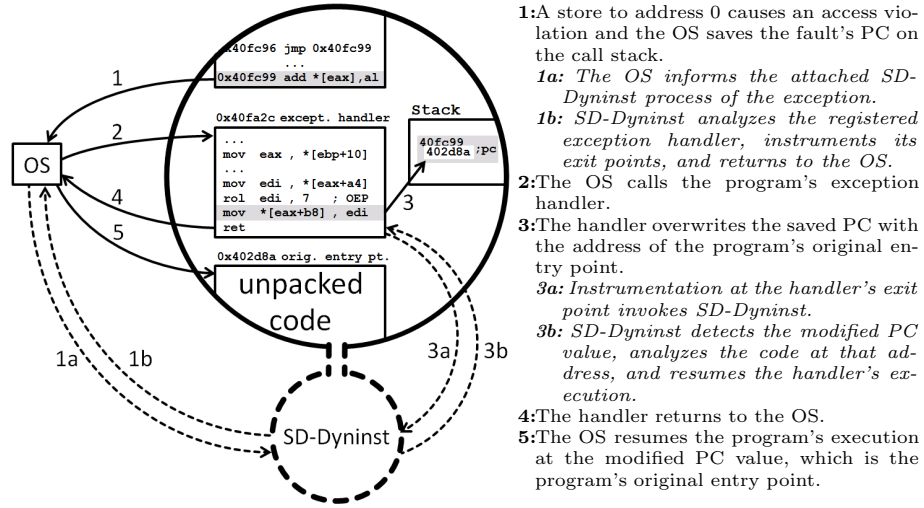 0x40fc96 jmp 0x40fc99
...
0x40fc99 add *[eax],al
1
0x40fa2c except. handler
...
mov eax , *[ebp+10]
...
mov edi , *[eax+a4]
rol edi , 7 ; OEP
mov *[eax+b8] , edi
ret
Stack
40fc99
402d8a ;pc
2
OS
3
4
5
0x402d8a orig. entry pt.
unpacked
code
1a
1b
3a
3b
SD-Dyninst
1:A store to address 0 causes an access vio-
lation and the OS saves the fault's PC on
the call stack.
1a: The OS informs the attached SD-
Dyninst process of the exception.
1b: SD-Dyninst analyzes the registered
exception handler, instruments its
exit points, and returns to the OS.
2:The OS calls the program's exception
handler.
3:The handler overwrites the saved PC with
the address of the program's original en-
try point.
3a: Instrumentation at the handler's exit
point invokes SD-Dyninst.
3b: SD-Dyninst detects the modified PC
value, analyzes the code at that ad-
dress, and resumes the handler's ex-
ecution.
4:The handler returns to the OS.
5:The OS resumes the program's execution
at the modified PC value, which is the
program's original entry point.